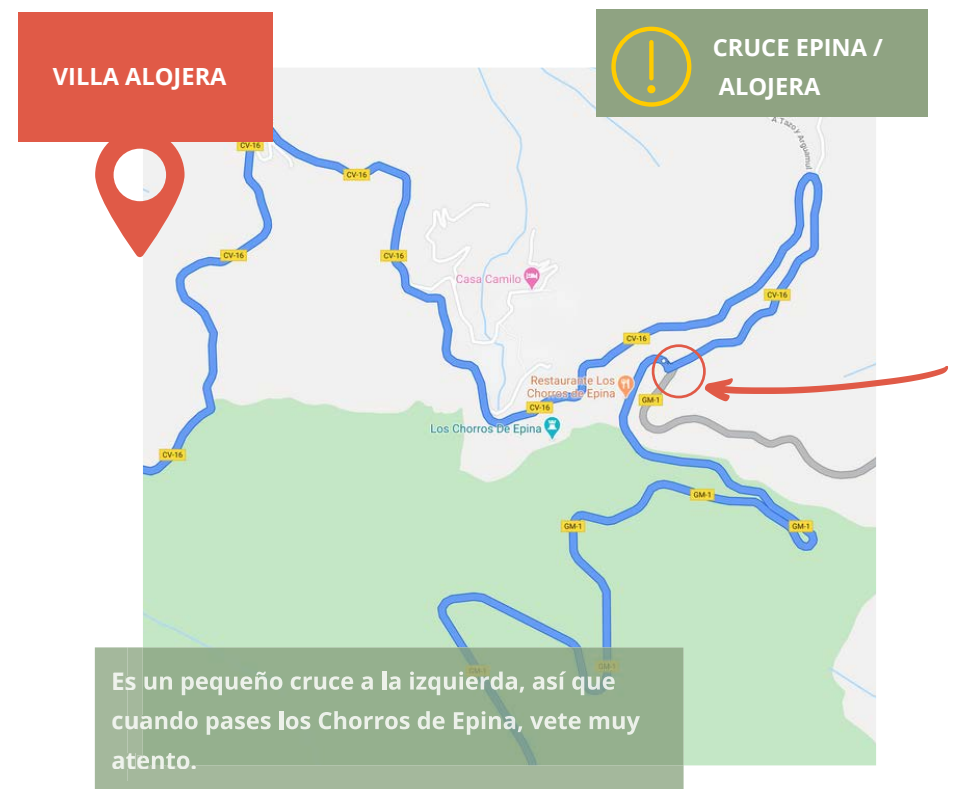 VILLA ALOJERA
CRUCE EPINA /
ALOJERA
A Tazo y Arguamul
CV-16
CV-16
CV-16
CV-16
Casa Camilo
CV-16
CV-16
Restaurante Los
Chorros de Epina
GM-1
CV-16
Los Chorros De Epina
CV-16
GM-1
GM-1
GM-1
GM-1
GM-1
Es un pequeño cruce a la izquierda, así que
cuando pases los Chorros de Epina, vete muy
atento.